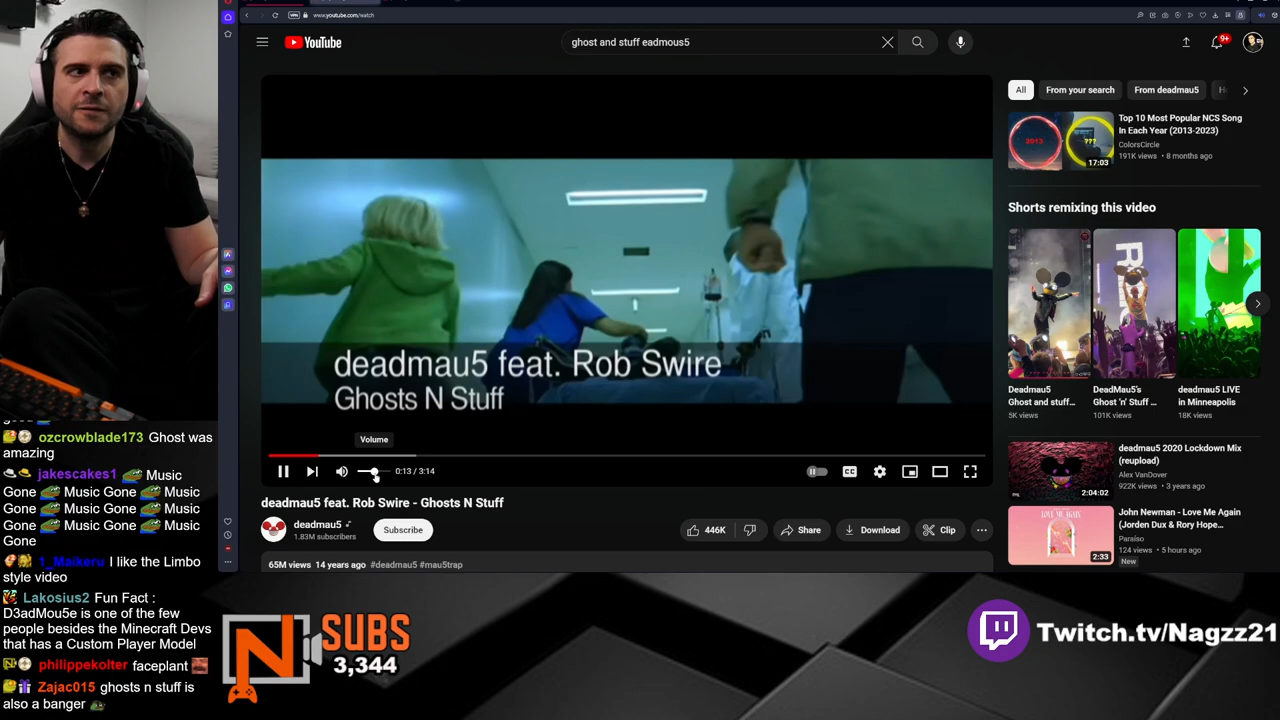 www.youtube.com/watch
YouTube
ghost and stuff eadmous5
9+
deadmau5 feat. Rob Swire
Ghosts N Stuff
Volume
0:13 / 3:14
CC
deadmau5 feat. Rob Swire - Ghosts N Stuff
deadmau5
1.83M subscribers
Subscribe
446K
Share
Download
Clip
65M views 14 years ago #deadmau5 #mau5trap
All
From your search
From deadmau5
2013
???
17:03
Top 10 Most Popular NCS Song
In Each Year (2013-2023)
ColorsCircle
191K views • 8 months ago
Shorts remixing this video
Deadmau5
Ghost and stuff…
5K views
DeadMau5's
Ghost 'n' Stuff …
101K views
deadmau5 LIVE
in Minneapolis
18K views
2:04:02
deadmau5 2020 Lockdown Mix
(reupload)
Alex VanDover
922K views • 3 years ago
2:33
John Newman - Love Me Again
(Jorden Dux & Rory Hope…
Paraíso
124 views • 5 hours ago
New
ozcrowblade173 Ghost was
amazing
jakescakes1 Music
Gone Music Gone Music
Gone Music Gone Music
Gone Music Gone Music
Gone
1_Maikeru I like the Limbo
style video
Lakosius2 Fun Fact :
D3adMou5e is one of the few
people besides the Minecraft Devs
that has a Custom Player Model
philippekolter faceplant
Zajac015 ghosts n stuff is
also a banger
N
SUBS
3,344
Twitch.tv/Nagzz21